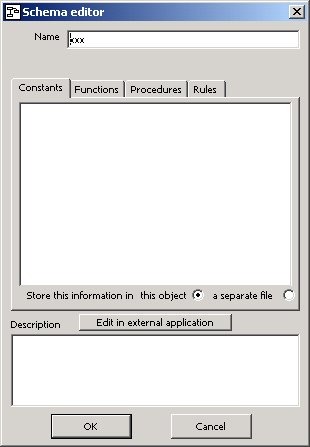 Schema editor
Name xxx
Constants Functions Procedures Rules
Store this information in this object a separate file
Description Edit in external application
OK Cancel